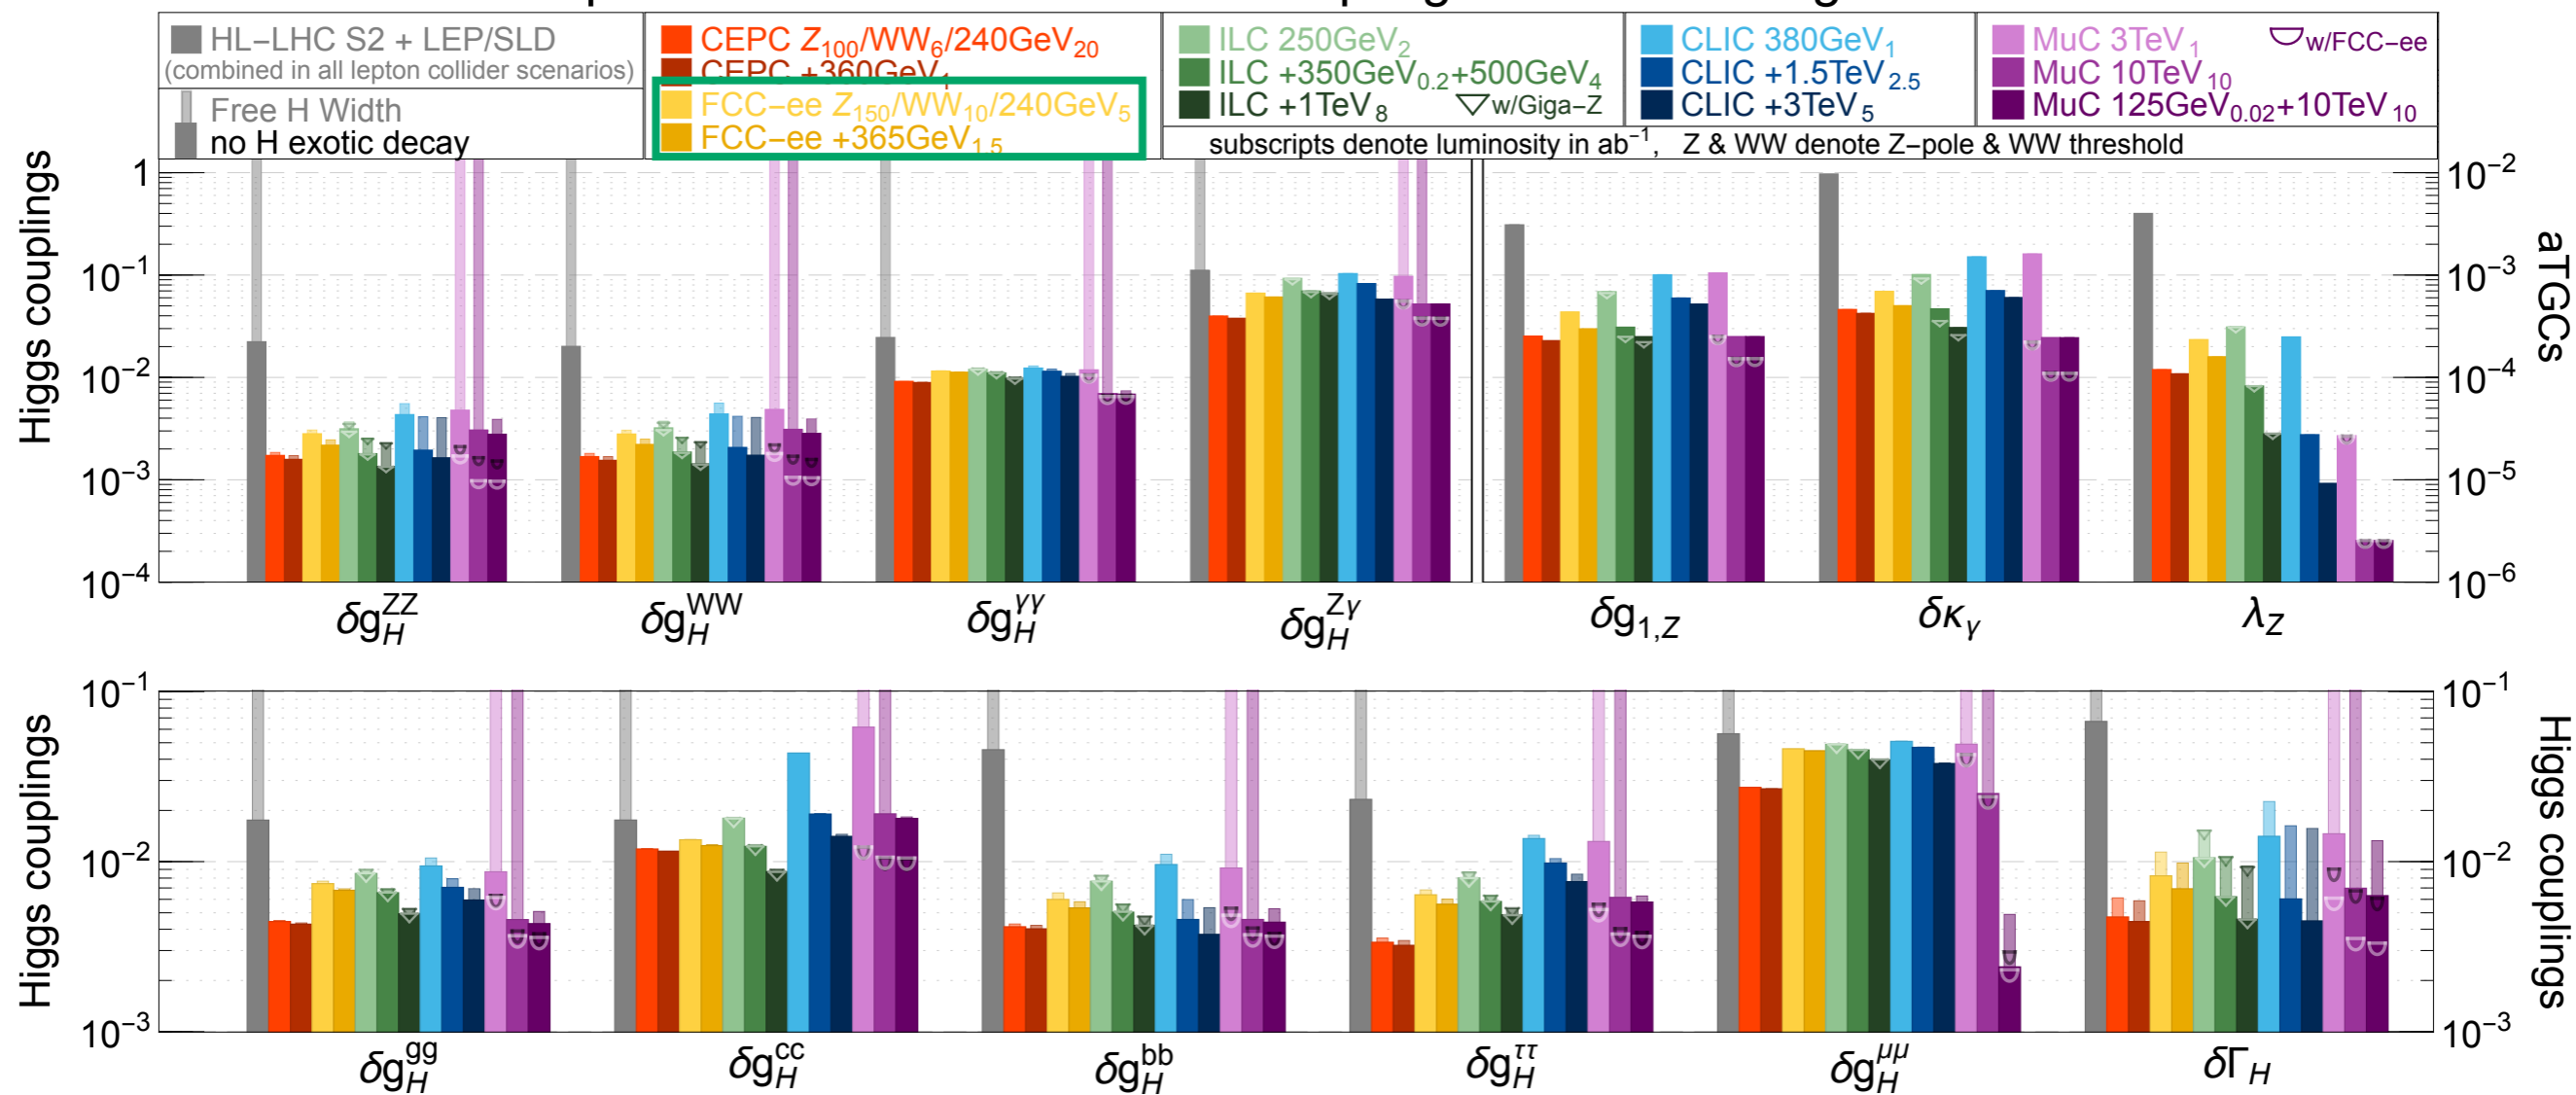 HL−LHC S2 + LEP/SLD
(combined in all lepton collider scenarios)
Free H Width
no H exotic decay
CEPC Z100/WW6/240GeV20
CEPC +360GeV1
FCC−ee Z150/WW10/240GeV5
FCC−ee +365GeV1.5
ILC 250GeV2
ILC +350GeV0.2+500GeV4
ILC +1TeV8 w/Giga−Z
CLIC 380GeV1
CLIC +1.5TeV2.5
CLIC +3TeV5
MuC 3TeV1 w/FCC−ee
MuC 10TeV10
MuC 125GeV0.02+10TeV10
subscripts denote luminosity in ab−1, Z & WW denote Z−pole & WW threshold
Higgs couplings
1
10−1
10−2
10−3
10−4
10−2
10−3
10−4
10−5
10−6
aTGCs
δgHZZ
δgHWW
δgHγγ
δgHZγ
δg1,Z
δκγ
λZ
Higgs couplings
10−1
10−2
10−3
10−1
10−2
10−3
Higgs couplings
δgHgg
δgHcc
δgHbb
δgHττ
δgHμμ
δΓH